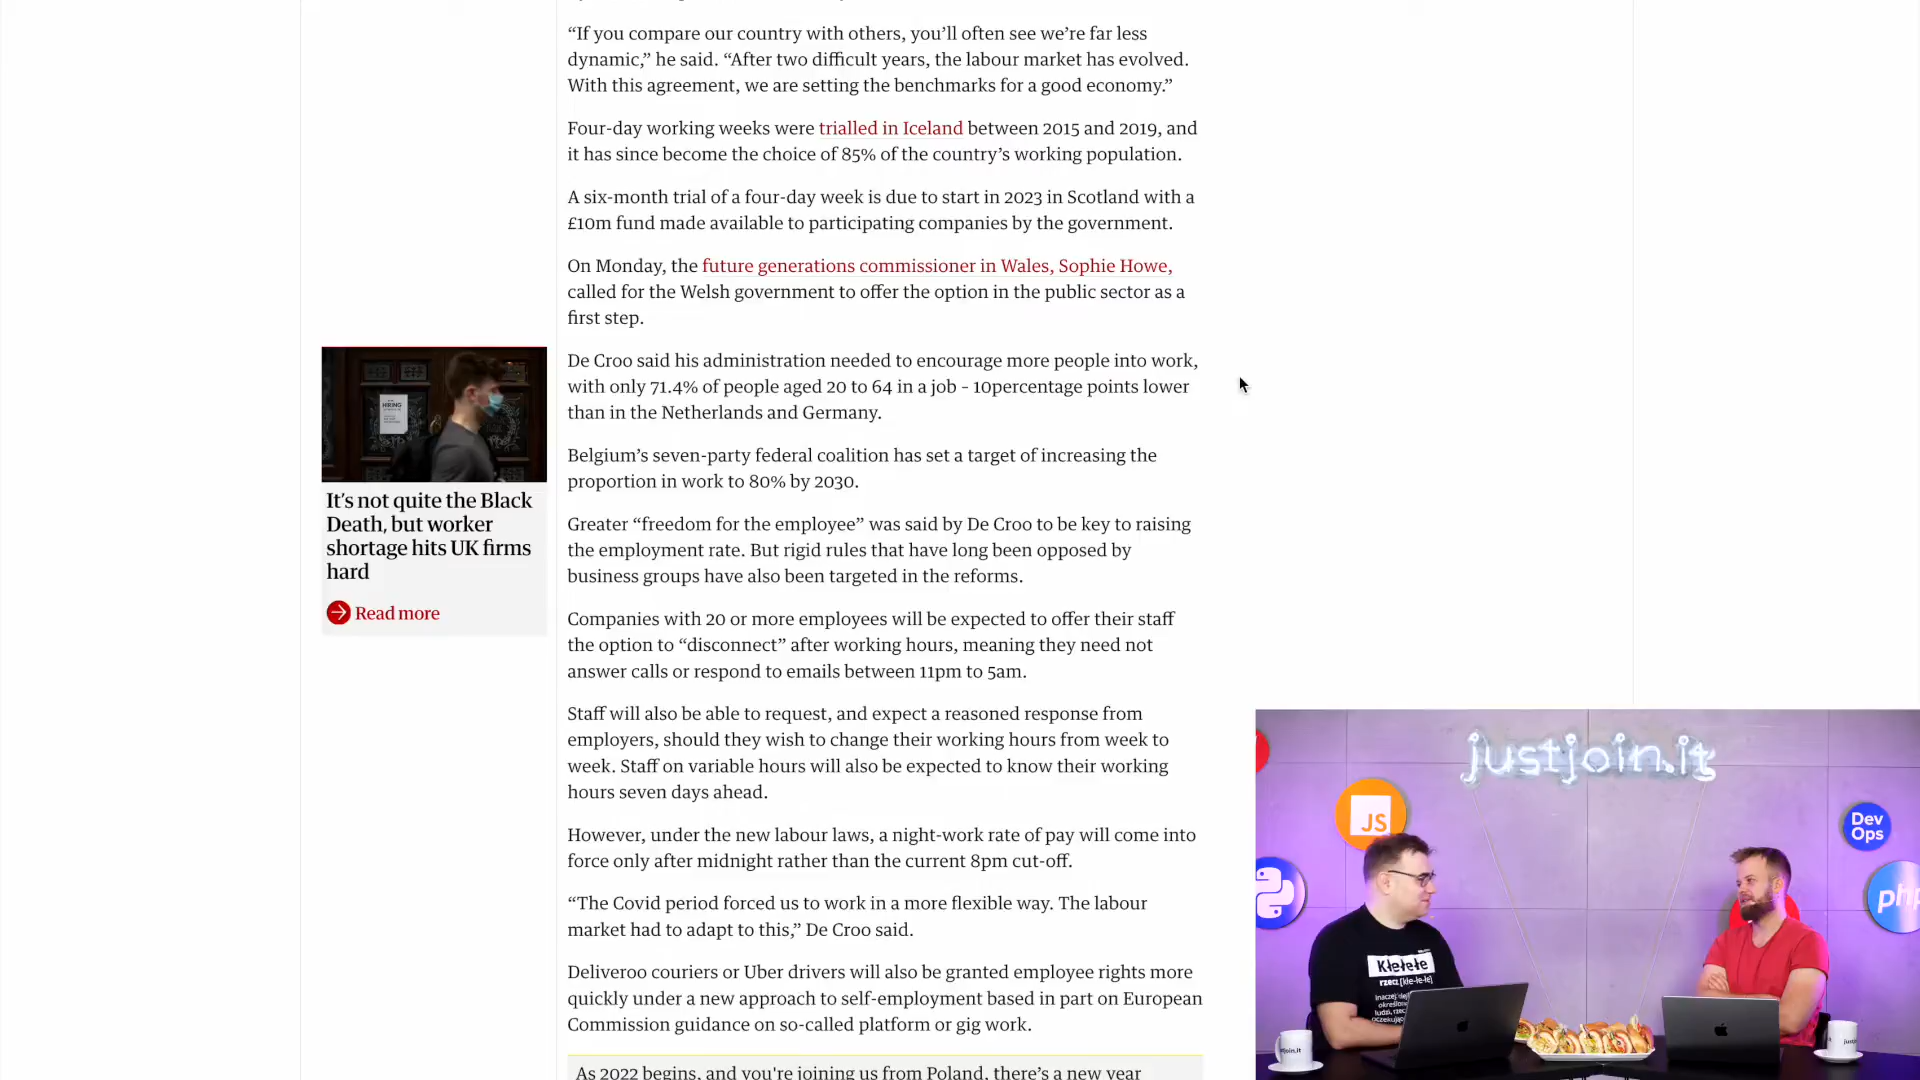 “If you compare our country with others, you’ll often see we’re far less
dynamic,” he said. “After two difficult years, the labour market has evolved.
With this agreement, we are setting the benchmarks for a good economy.”
Four-day working weeks were trialled in Iceland between 2015 and 2019, and
it has since become the choice of 85% of the country’s working population.
A six-month trial of a four-day week is due to start in 2023 in Scotland with a
£10m fund made available to participating companies by the government.
On Monday, the future generations commissioner in Wales, Sophie Howe,
called for the Welsh government to offer the option in the public sector as a
first step.
De Croo said his administration needed to encourage more people into work,
with only 71.4% of people aged 20 to 64 in a job – 10percentage points lower
than in the Netherlands and Germany.
Belgium’s seven-party federal coalition has set a target of increasing the
proportion in work to 80% by 2030.
Greater “freedom for the employee” was said by De Croo to be key to raising
the employment rate. But rigid rules that have long been opposed by
business groups have also been targeted in the reforms.
Companies with 20 or more employees will be expected to offer their staff
the option to “disconnect” after working hours, meaning they need not
answer calls or respond to emails between 11pm to 5am.
Staff will also be able to request, and expect a reasoned response from
employers, should they wish to change their working hours from week to
week. Staff on variable hours will also be expected to know their working
hours seven days ahead.
However, under the new labour laws, a night-work rate of pay will come into
force only after midnight rather than the current 8pm cut-off.
“The Covid period forced us to work in a more flexible way. The labour
market had to adapt to this,” De Croo said.
Deliveroo couriers or Uber drivers will also be granted employee rights more
quickly under a new approach to self-employment based in part on European
Commission guidance on so-called platform or gig work.
As 2022 begins, and you're joining us from Poland, there’s a new year
HIRING
It’s not quite the Black
Death, but worker
shortage hits UK firms
hard
Read more
justjoin.it
JS
Dev
Ops
php
Kłełełe
rzecz [kłe-łe-łe]